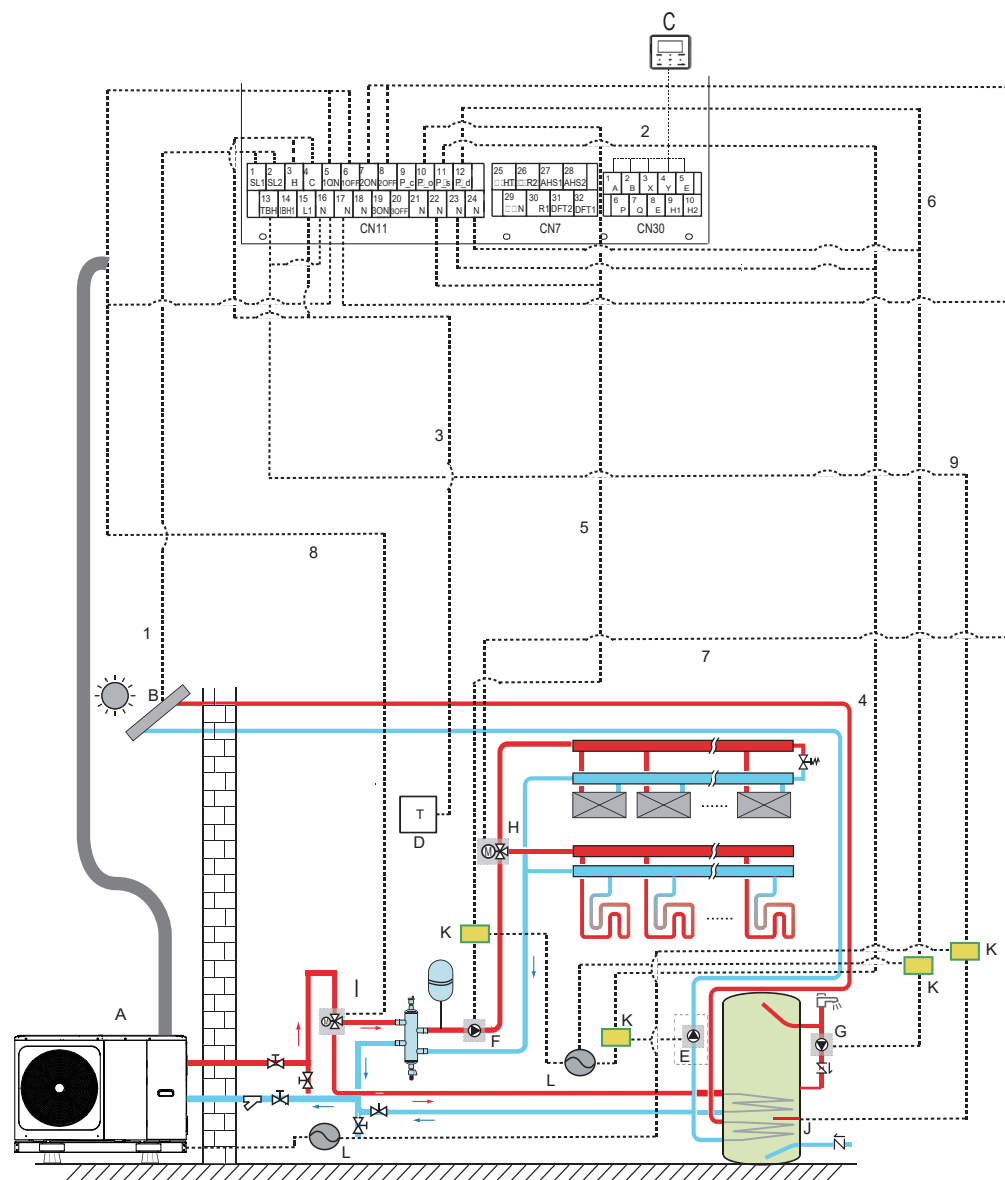 C
2
1 2 3 4 5 6 7 8 9 10 11 12
SL1 SL2 H C 1ON 1OFF 2ON 2OFF P_c P_o P_s P_d
13 14 15 16 17 18 19 20 21 22 23 24
TBH IBH1 L1 N N N 3ON 3OFF N N N N
CN11
25 26 27 28
□□HT □□R2 AHS1 AHS2
29 30 31 32
□□N R1 DFT2 DFT1
CN7
1 2 3 4 5
A B X Y E
6 7 8 9 10
P Q E H1 H2
CN30
6
3
9
5
8
1
7
B
4
T
D
H
M
K
K
K
I
A
M
F
K
E
G
L
J
L